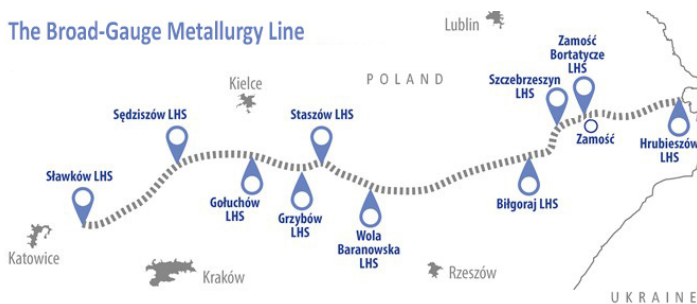 The Broad-Gauge Metallurgy Line
Lublin
Zamość
Bortatycze
LHS
Kielce
POLAND
Szczebrzeszyn
LHS
Sędziszów LHS
Staszów LHS
Zamość
Hrubieszów
LHS
Sławków LHS
Gołuchów
LHS
Grzybów
LHS
Biłgoraj LHS
Wola
Baranowska
LHS
Katowice
Kraków
Rzeszów
UKRAINE